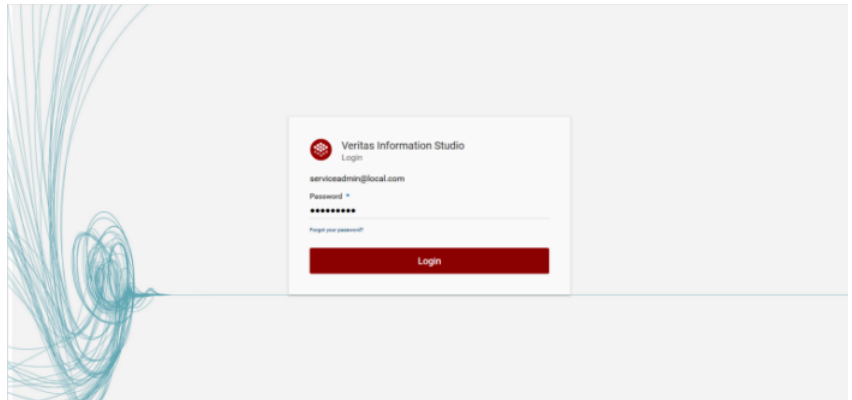 Veritas Information Studio
Login
serviceadmin@local.com
Password *
•••••••••
Forgot your password?
Login